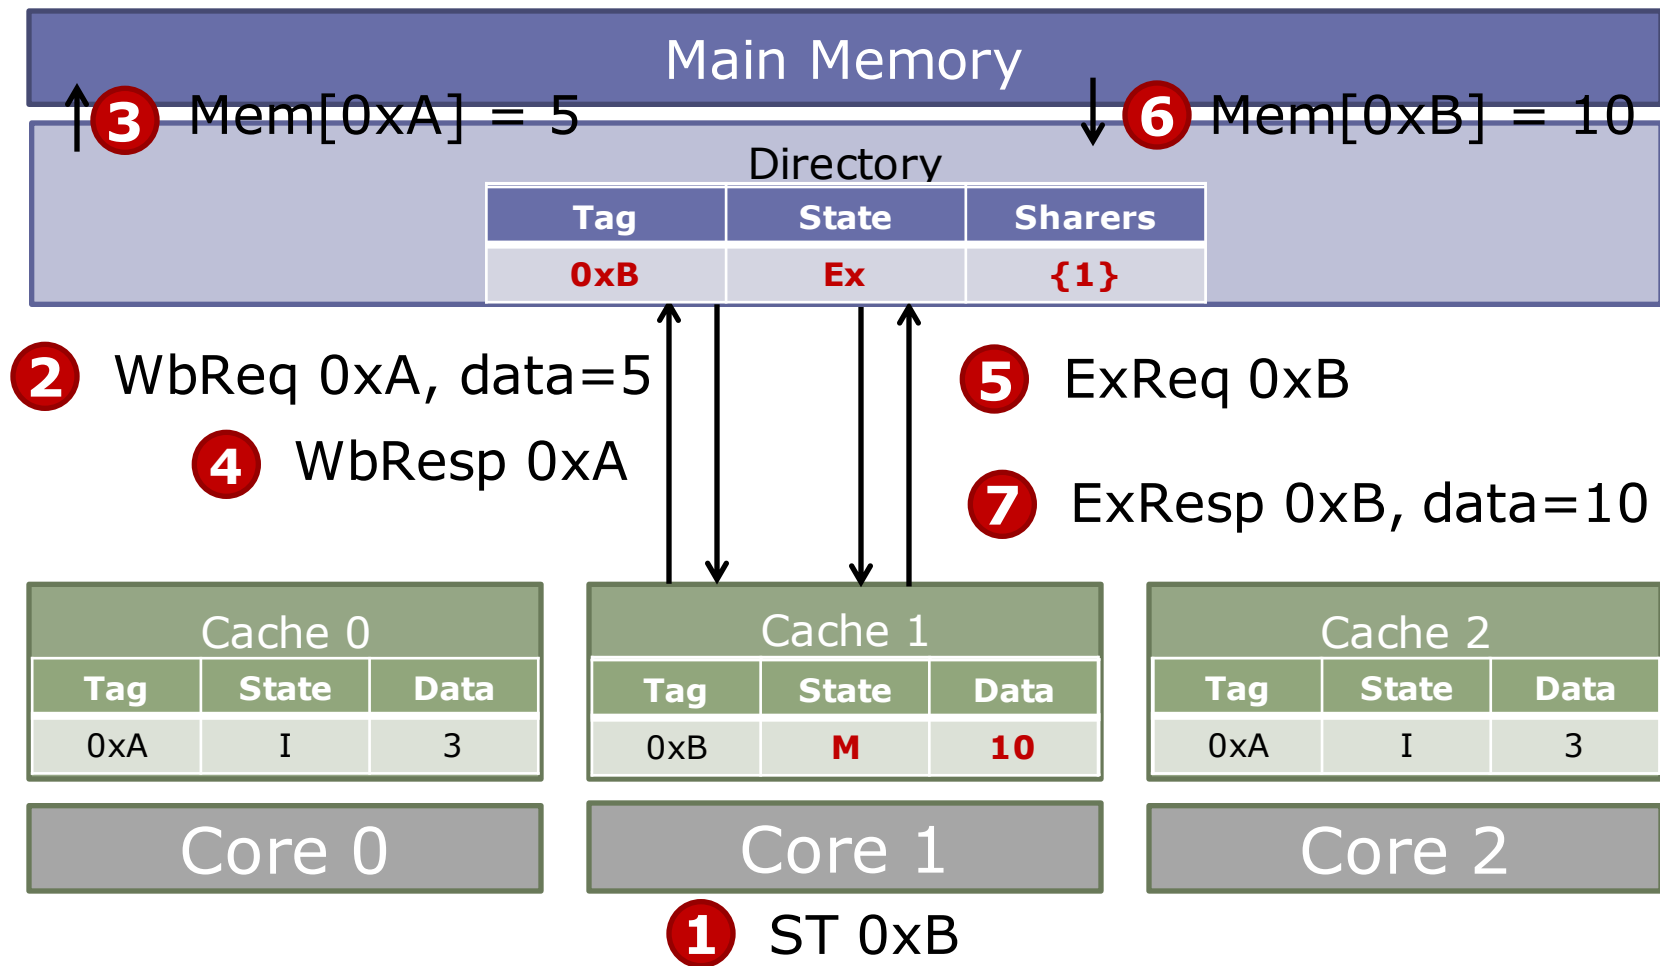 Main Memory
3 Mem[0xA] = 5
6 Mem[0xB] = 10
Directory
Tag State Sharers
0xB Ex {1}
2 WbReq 0xA, data=5
5 ExReq 0xB
4 WbResp 0xA
7 ExResp 0xB, data=10
Cache 0
Tag State Data
0xA I 3
Cache 1
Tag State Data
0xB M 10
Cache 2
Tag State Data
0xA I 3
Core 0
Core 1
Core 2
1 ST 0xB